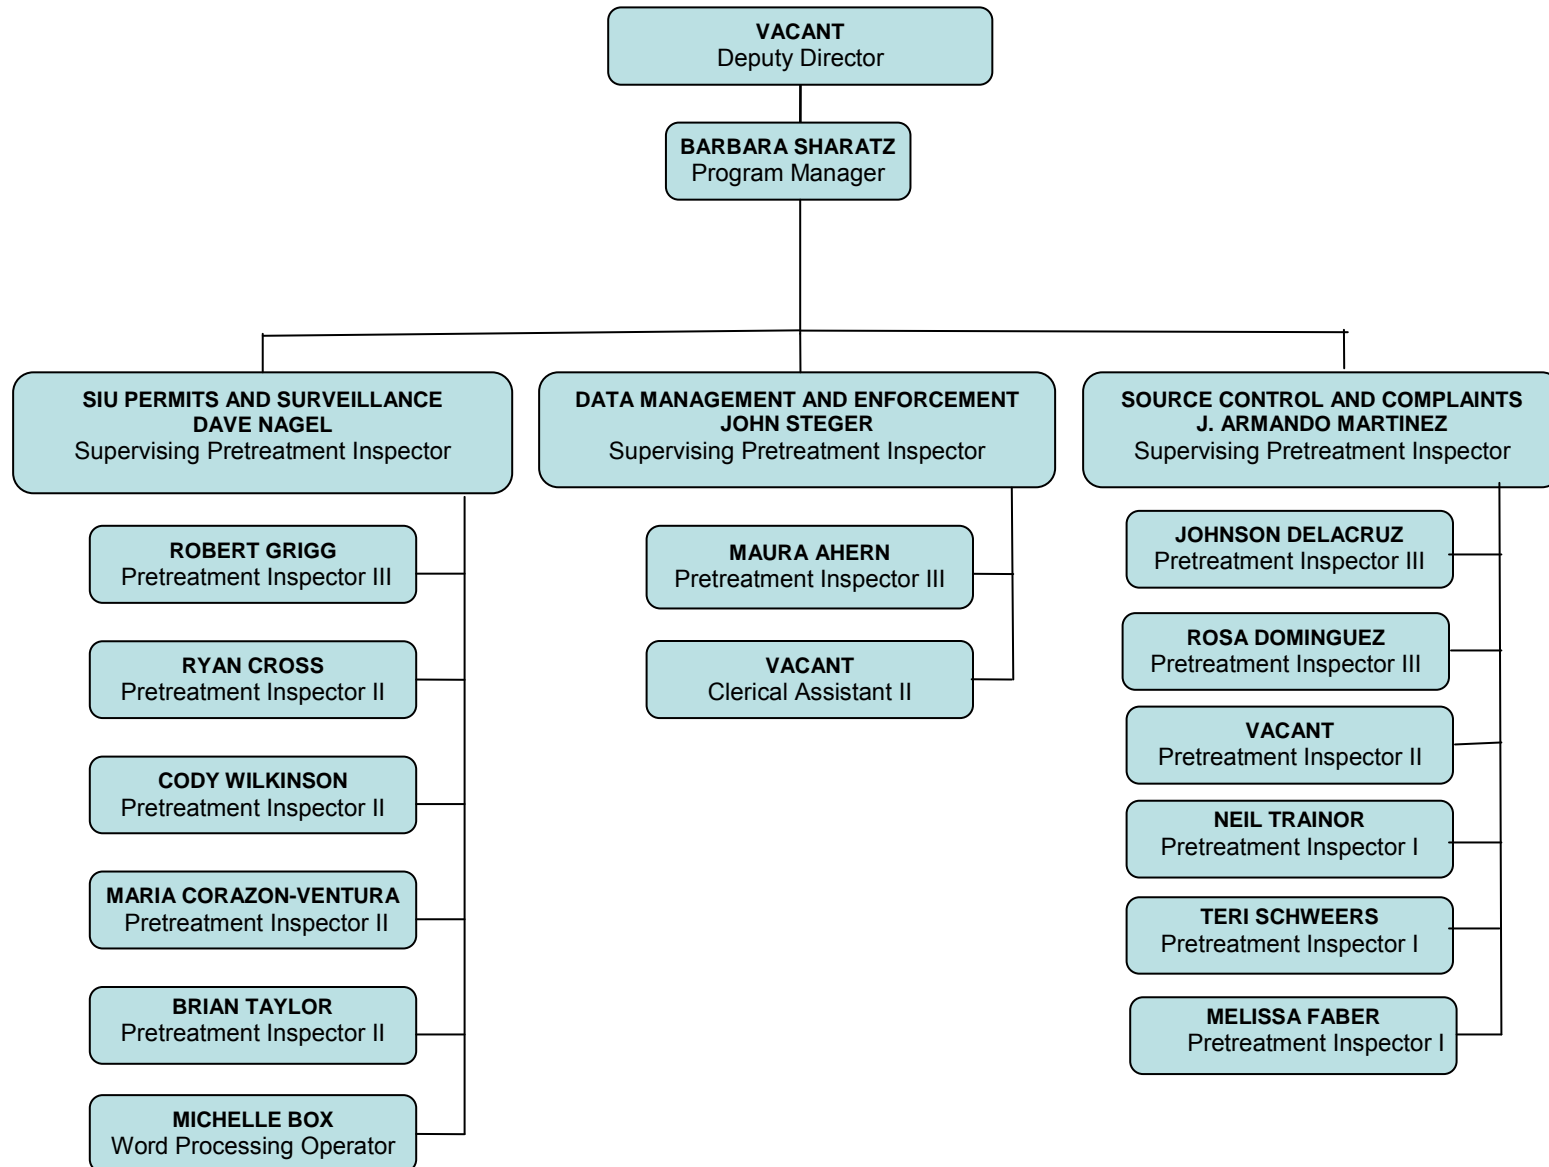 VACANT
Deputy Director
BARBARA SHARATZ
Program Manager
SIU PERMITS AND SURVEILLANCE
DAVE NAGEL
Supervising Pretreatment Inspector
DATA MANAGEMENT AND ENFORCEMENT
JOHN STEGER
Supervising Pretreatment Inspector
SOURCE CONTROL AND COMPLAINTS
J. ARMANDO MARTINEZ
Supervising Pretreatment Inspector
ROBERT GRIGG
Pretreatment Inspector III
RYAN CROSS
Pretreatment Inspector II
CODY WILKINSON
Pretreatment Inspector II
MARIA CORAZON-VENTURA
Pretreatment Inspector II
BRIAN TAYLOR
Pretreatment Inspector II
MICHELLE BOX
Word Processing Operator
MAURA AHERN
Pretreatment Inspector III
VACANT
Clerical Assistant II
JOHNSON DELACRUZ
Pretreatment Inspector III
ROSA DOMINGUEZ
Pretreatment Inspector III
VACANT
Pretreatment Inspector II
NEIL TRAINOR
Pretreatment Inspector I
TERI SCHWEERS
Pretreatment Inspector I
MELISSA FABER
Pretreatment Inspector I